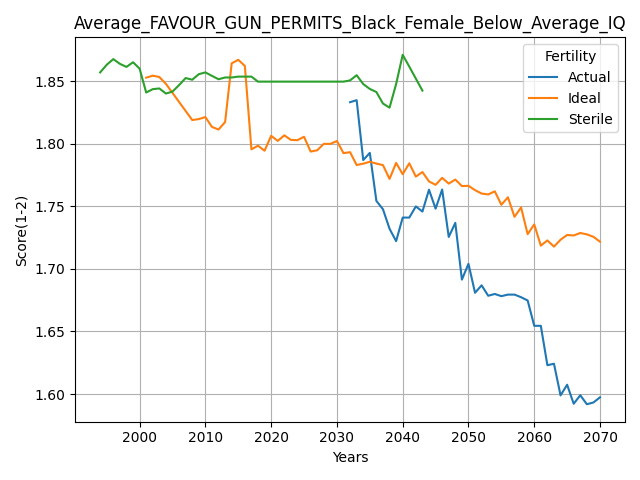 Average_FAVOUR_GUN_PERMITS_Black_Female_Below_Average_IQ
Fertility
Actual
Ideal
Sterile
Score(1-2)
1.85
1.80
1.75
1.70
1.65
1.60
2000 2010 2020 2030 2040 2050 2060 2070
Years